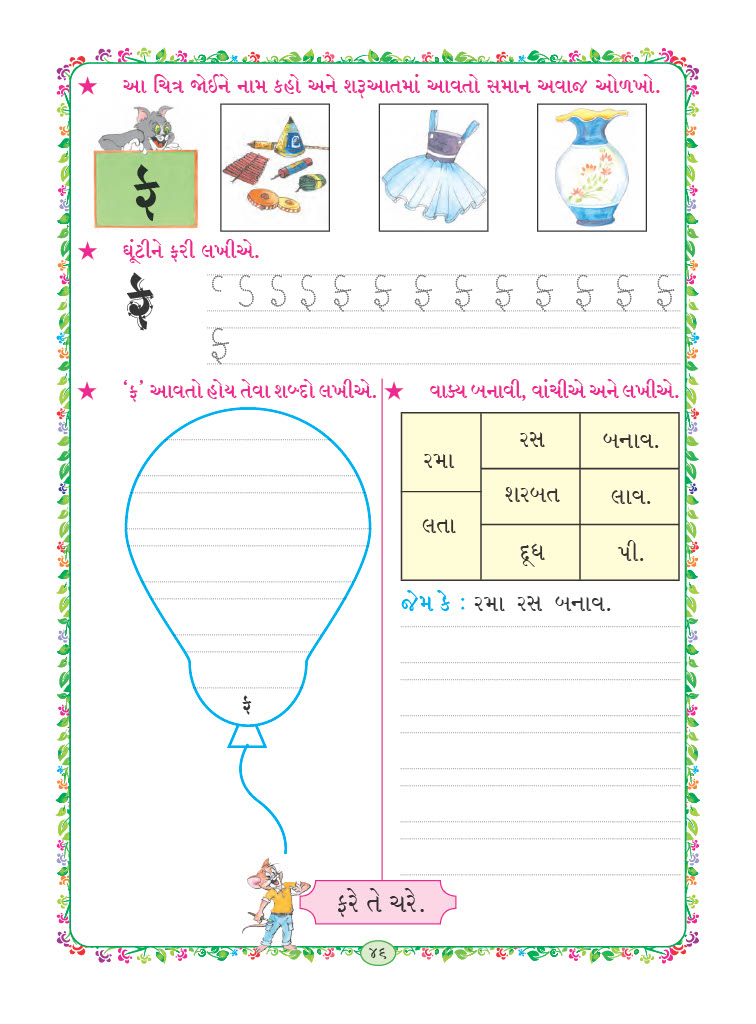 ★ આ ચિત્ર જોઈને નામ કહો અને શરૂઆતમાં આવતો સમાન અવાજ ઓળખો.
ફ
★ ઘૂંટીને ફરી લખીએ.
ફ
ફ ફ ફ ફ ફ ફ ફ ફ ફ
ફ
★ ‘ફ’ આવતો હોય તેવા શબ્દો લખીએ.
ફ
★ વાક્ય બનાવી, વાંચીએ અને લખીએ.
રમા રસ બનાવ.
શરબત લાવ.
લતા
દૂધ પી.
જેમ કે : રમા રસ બનાવ.
ફરે તે ચરે.
૪૬